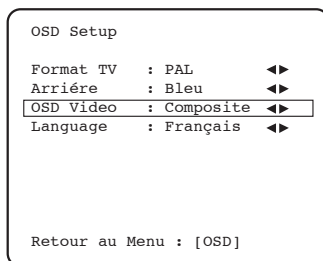 OSD Setup
Format TV : PAL ◄►
Arriére : Bleu ◄►
OSD Video : Composite ◄►
Language : Français ◄►
Retour au Menu : [OSD]